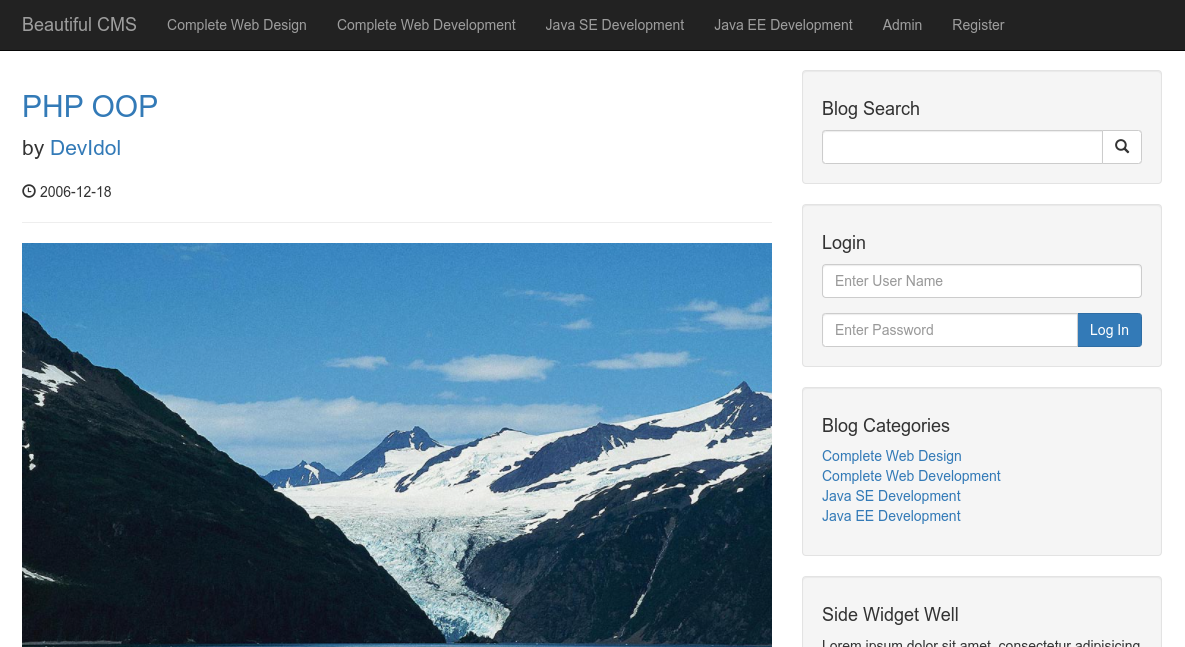 Beautiful CMS Complete Web Design Complete Web Development Java SE Development Java EE Development Admin Register
PHP OOP
by DevIdol
2006-12-18
Blog Search
Login
Enter User Name
Enter Password Log In
Blog Categories
Complete Web Design
Complete Web Development
Java SE Development
Java EE Development
Side Widget Well
Lorem ipsum dolor sit amet, consectetur adipisicing